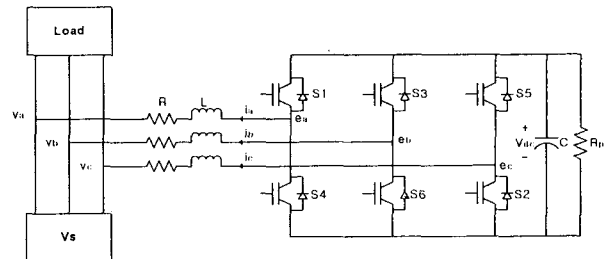 Load
R L ia S1 S3 S5
va ea
vb ib eb + Vdc − C Rp
vc ic ec
S4 S6 S2
Vs